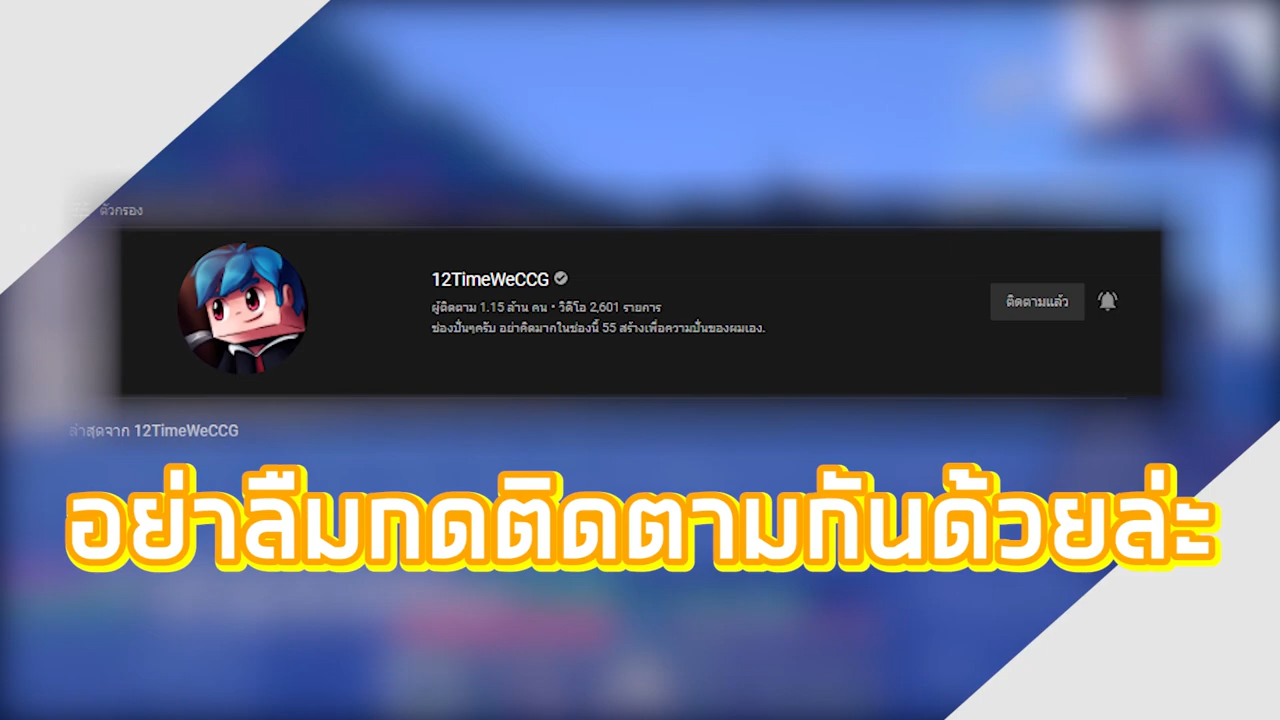 ตัวกรอง
12TimeWeCCG
ผู้ติดตาม 1.15 ล้าน คน • วิดีโอ 2,601 รายการ
ช่องปั่นๆครับ อย่าคิดมากในช่องนี้ 55 สร้างเพื่อความปั่นของผมเอง.
ติดตามแล้ว
ล่าสุดจาก 12TimeWeCCG
อย่าลืมกดติดตามกันด้วยล่ะ